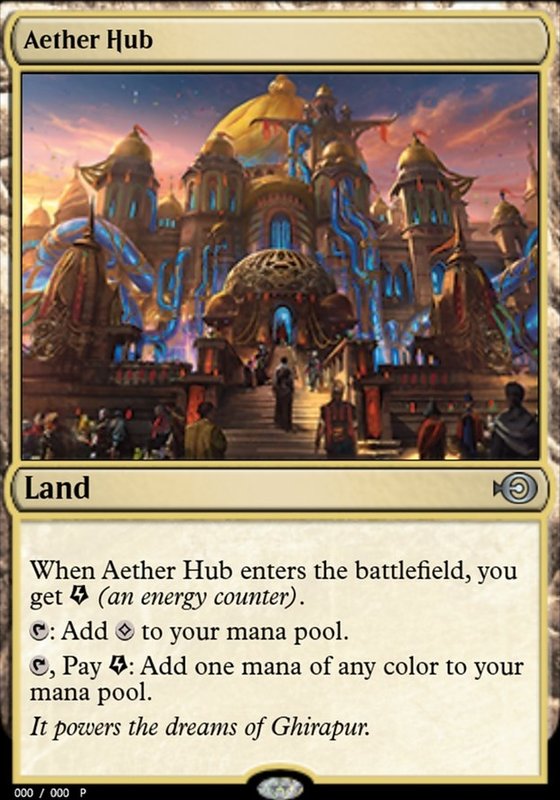 Aether Hub
Land
When Aether Hub enters the battlefield, you
get (an energy counter).
: Add to your mana pool.
, Pay : Add one mana of any color to your
mana pool.
It powers the dreams of Ghirapur.
000 / 000 P